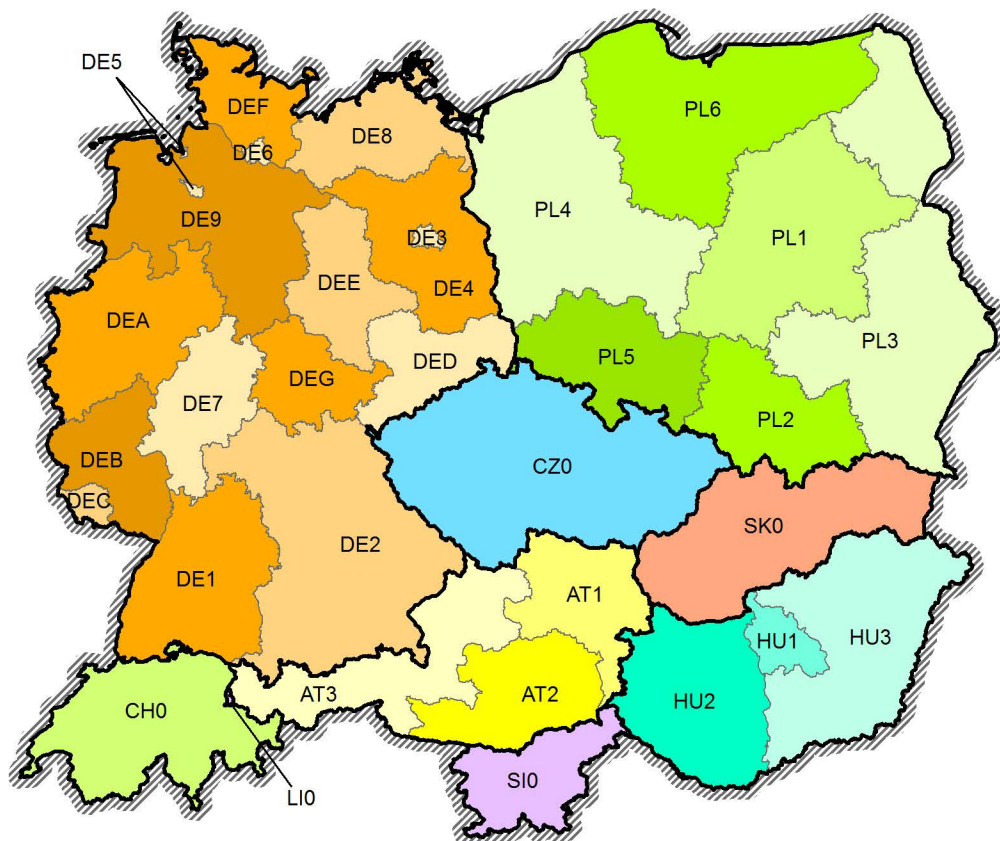 DE5
DEF
DE8
PL6
DE6
PL4
DE9
PL1
DE3
DEE
DE4
DEA
PL3
DED
PL5
DEG
DE7
PL2
DEB
CZ0
DEC
SK0
DE2
DE1
AT1
HU1
HU3
AT3
AT2
HU2
CH0
SI0
LI0